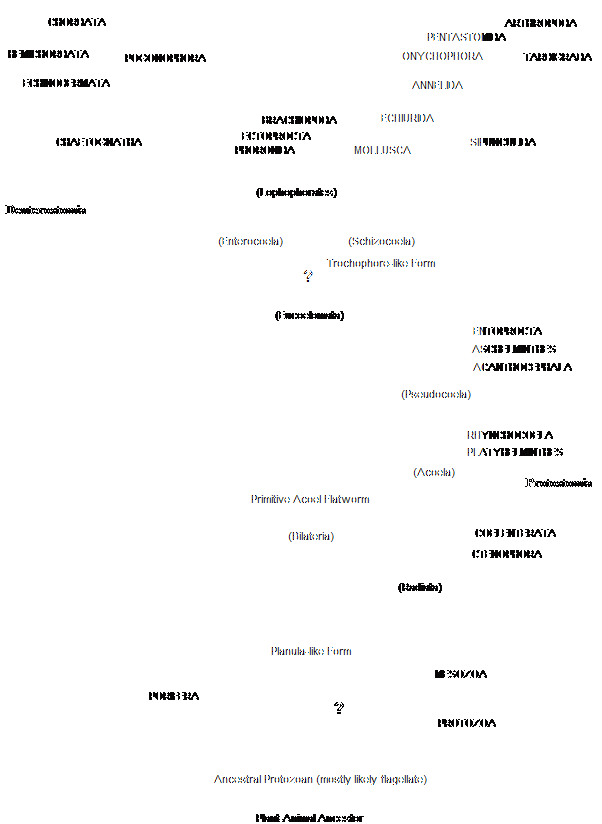 CHORDATA
ARTHROPODA
PENTASTOMIDA
HEMICHORDATA
POGONOPHORA
ONYCHOPHORA
TARDIGRADA
ECHINODERMATA
ANNELIDA
BRACHIOPODA
ECHIURIDA
ECTOPROCTA
CHAETOGNATHA
PHORONIDA
MOLLUSCA
SIPUNCULIDA
(Lophophorates)
Deuterostomia
(Enterocoela)
(Schizocoela)
Trochophore-like Form
?
(Eucoelomata)
ENTOPROCTA
ASCHELMINTHES
ACANTHOCEPHALA
(Pseudocoela)
RHYNCHOCOELA
PLATYHELMINTHES
(Acoela)
Protostomia
Primitive Acoel Flatworm
(Bilateria)
COELENTERATA
CTENOPHORA
(Radiata)
Planula-like Form
MESOZOA
PORIFERA
?
PROTOZOA
Ancestral Protozoan (mostly likely flagellate)
Plant-Animal Ancestor